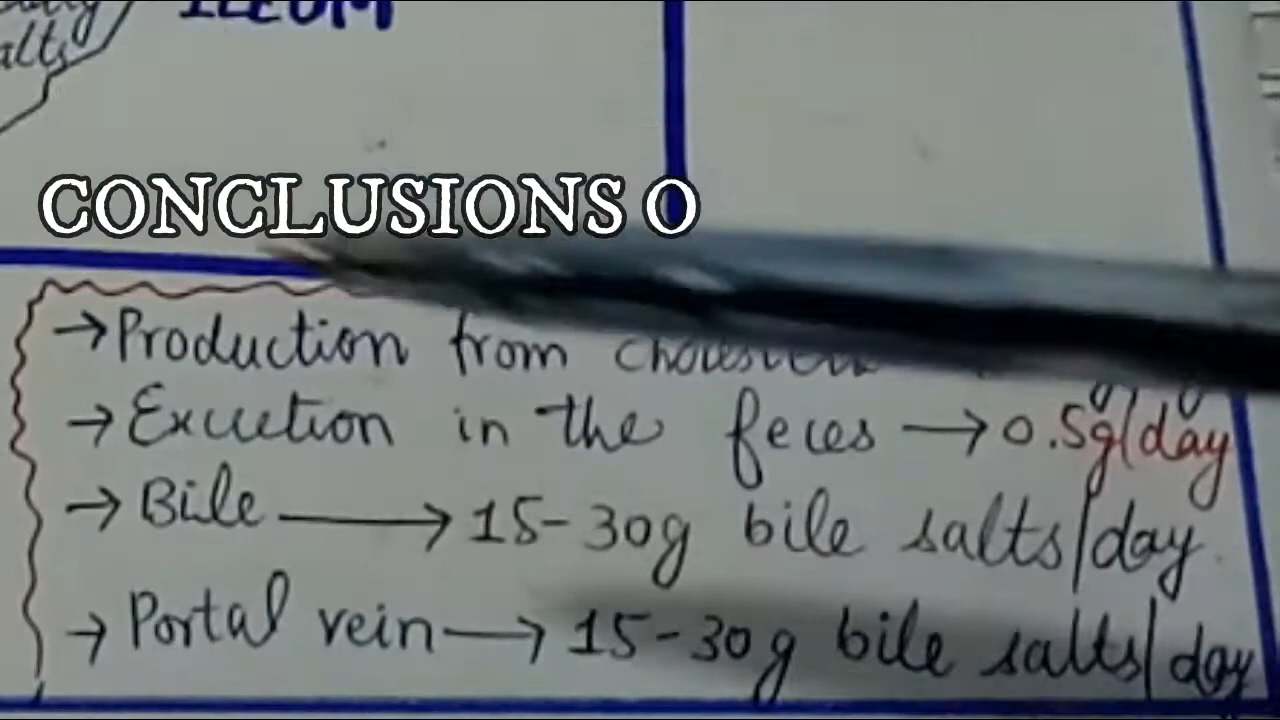 ILEUM
alts
CONCLUSIONS O
→ Production from
→ Excretion in the feces → 0.5g/day
→ Bile → 15-30g bile salts/day
→ Portal vein → 15-30g bile salts/day